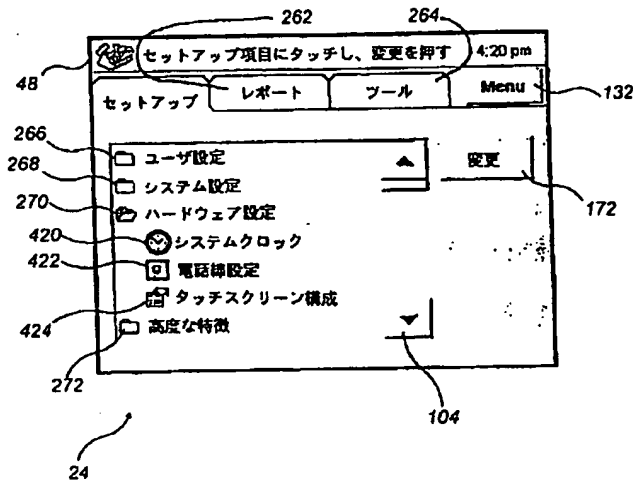 262
264
48
セットアップ項目にタッチし、変更を押す 4:20 pm
セットアップ レポート ツール Menu
132
266 ユーザ設定 変更
268 システム設定
172
270 ハードウェア設定
420 システムクロック
422 電話線設定
424 タッチスクリーン構成
272 高度な特徴
104
24